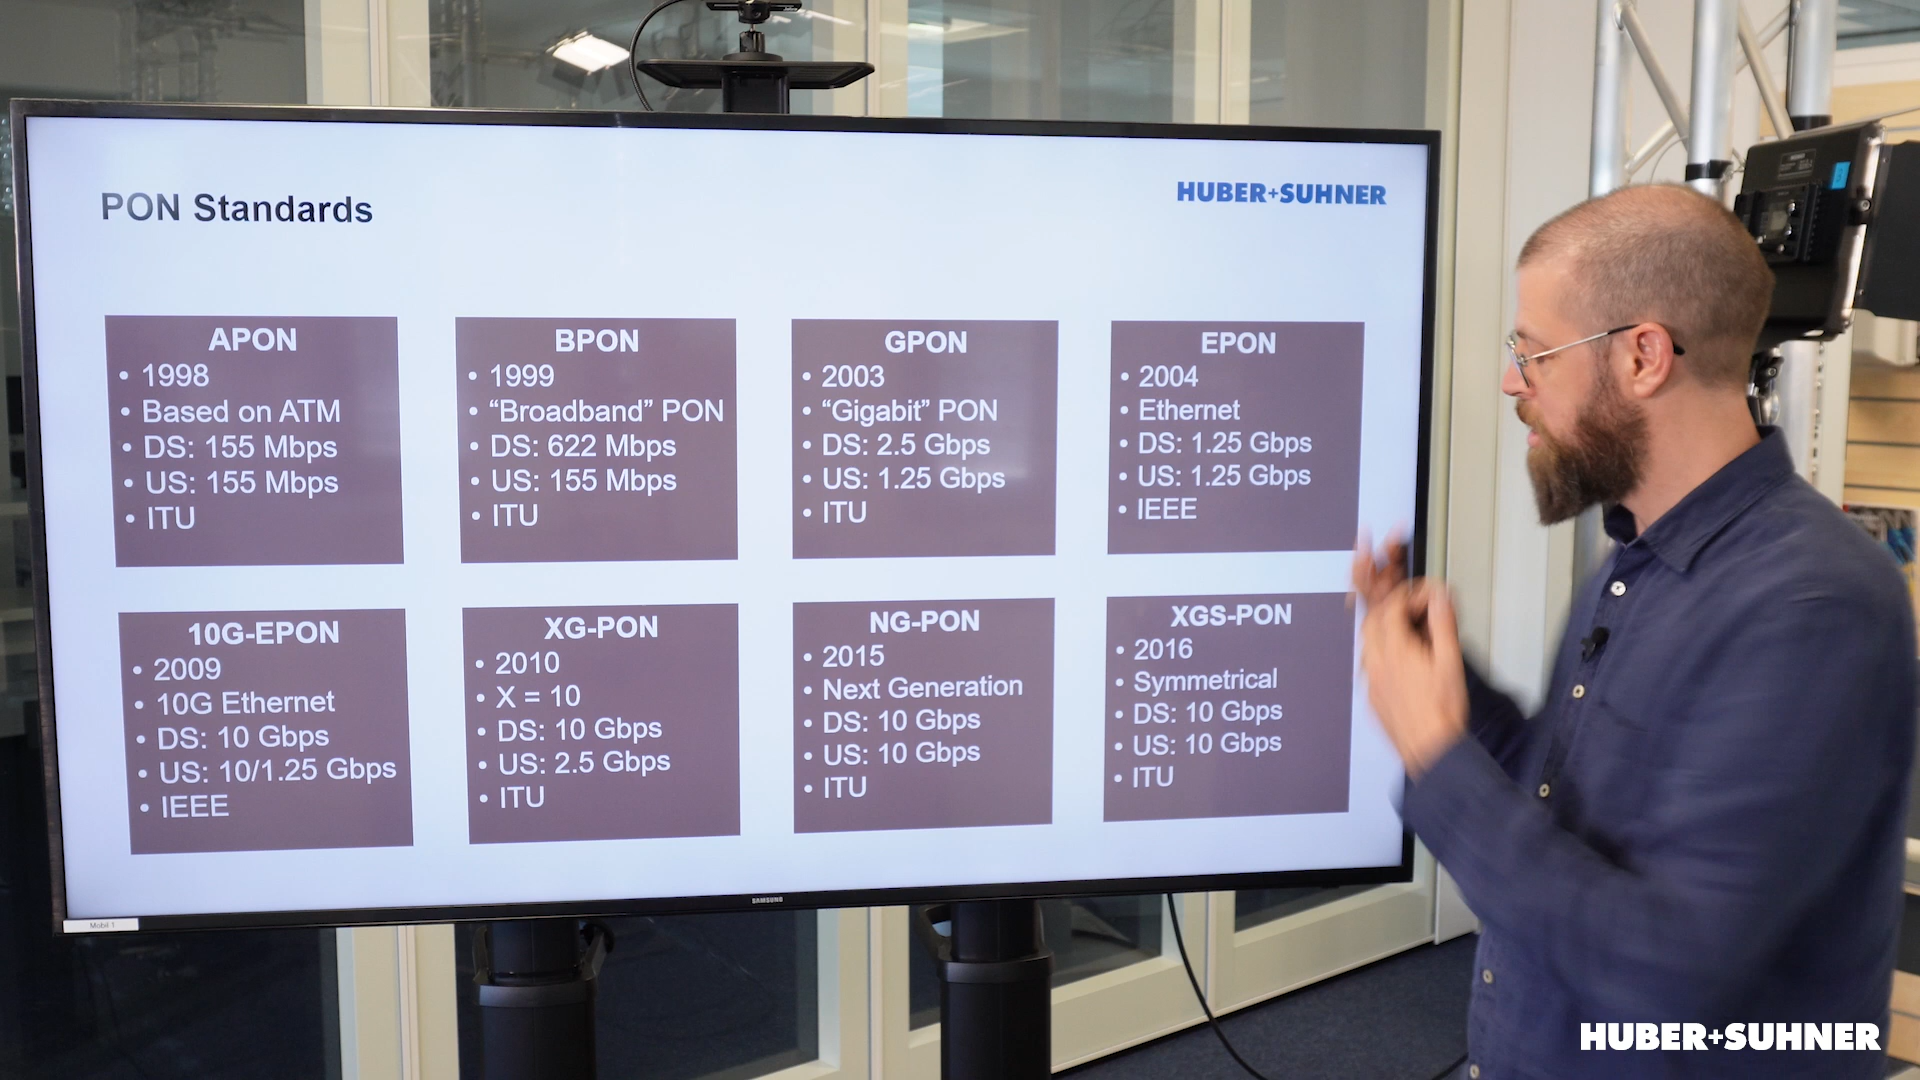 PON Standards
HUBER+SUHNER
APON
• 1998
• Based on ATM
• DS: 155 Mbps
• US: 155 Mbps
• ITU
BPON
• 1999
• “Broadband” PON
• DS: 622 Mbps
• US: 155 Mbps
• ITU
GPON
• 2003
• “Gigabit” PON
• DS: 2.5 Gbps
• US: 1.25 Gbps
• ITU
EPON
• 2004
• Ethernet
• DS: 1.25 Gbps
• US: 1.25 Gbps
• IEEE
10G-EPON
• 2009
• 10G Ethernet
• DS: 10 Gbps
• US: 10/1.25 Gbps
• IEEE
XG-PON
• 2010
• X = 10
• DS: 10 Gbps
• US: 2.5 Gbps
• ITU
NG-PON
• 2015
• Next Generation
• DS: 10 Gbps
• US: 10 Gbps
• ITU
XGS-PON
• 2016
• Symmetrical
• DS: 10 Gbps
• US: 10 Gbps
• ITU
SAMSUNG
Mobil 1
HUBER+SUHNER